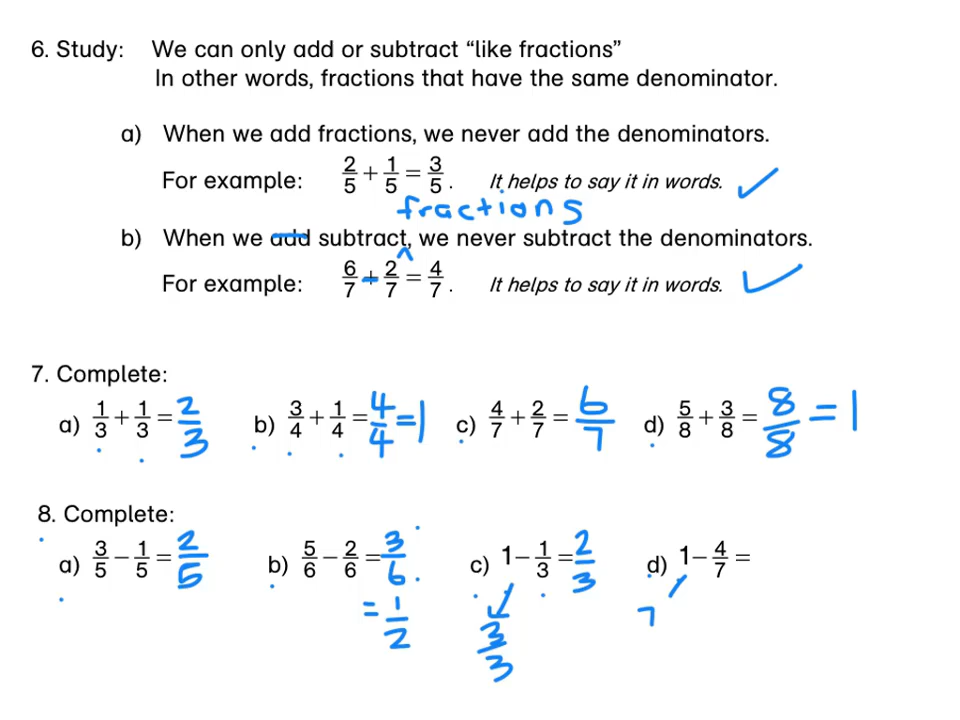 6. Study: We can only add or subtract “like fractions”
In other words, fractions that have the same denominator.
a) When we add fractions, we never add the denominators.
For example: 2/5 + 1/5 = 3/5. It helps to say it in words.
fractions
b) When we add subtract, we never subtract the denominators.
For example: 6/7 - 2/7 = 4/7. It helps to say it in words.
7. Complete:
a) 1/3 + 1/3 = 2/3 b) 3/4 + 1/4 = 4/4 = 1 c) 4/7 + 2/7 = 6/7 d) 5/8 + 3/8 = 8/8 = 1
8. Complete:
a) 3/5 − 1/5 = 2/5 b) 5/6 − 2/6 = 3/6 c) 1 − 1/3 = 2/3 d) 1 − 4/7 =
= 1/2 3/3 7